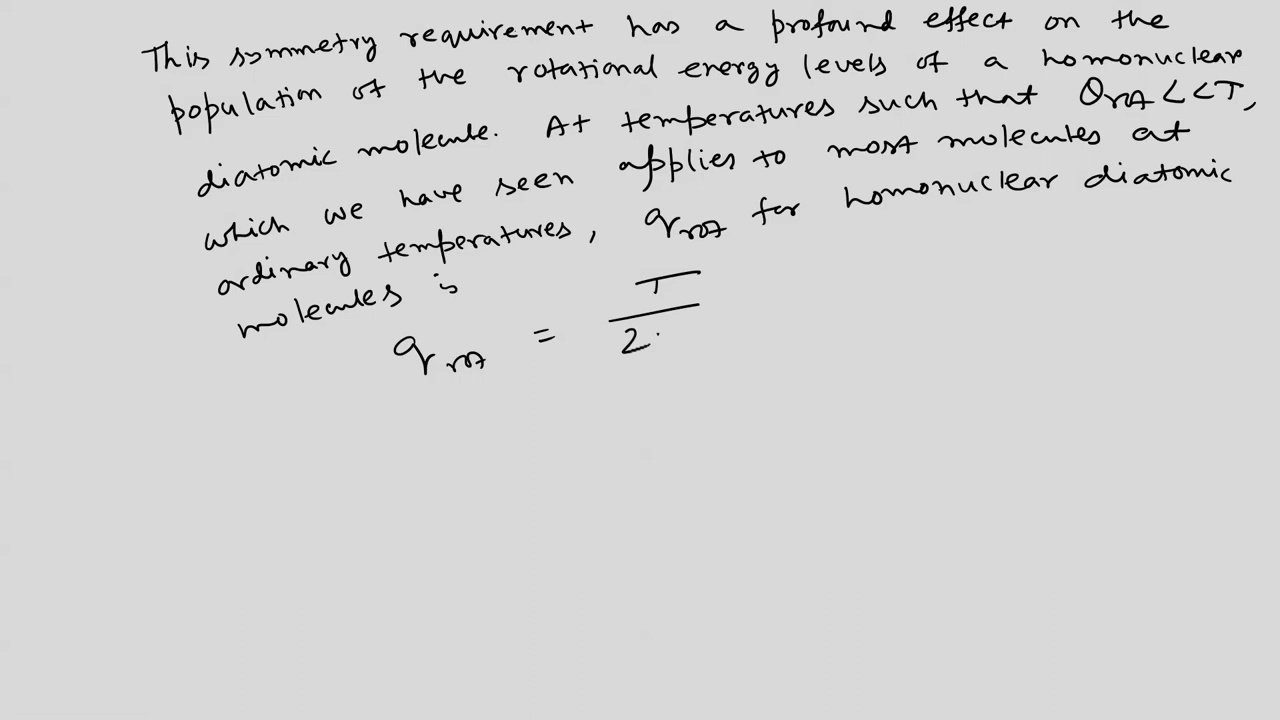 This symmetry requirement has a profound effect on the
population of the rotational energy levels of a homonuclear
diatomic molecule. At temperatures such that Θrot << T,
which we have seen applies to most molecules at
ordinary temperatures, qrot for homonuclear diatomic
molecules is
qrot = T / 2